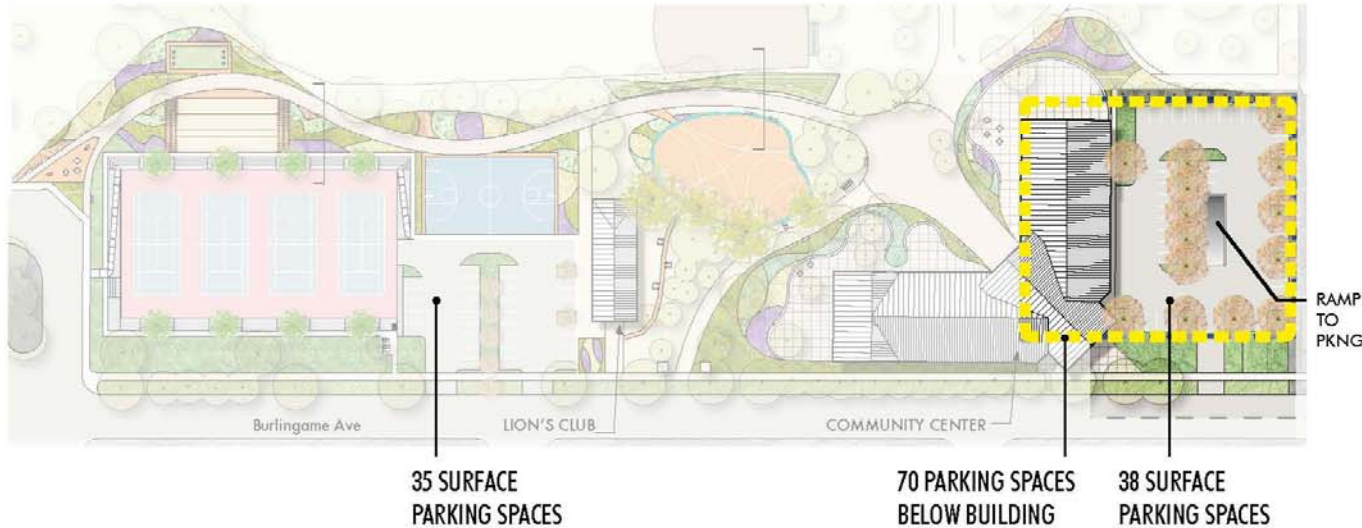 RAMP
TO
PKNG
Burlingame Ave
LION'S CLUB
COMMUNITY CENTER
35 SURFACE
PARKING SPACES
70 PARKING SPACES
BELOW BUILDING
38 SURFACE
PARKING SPACES